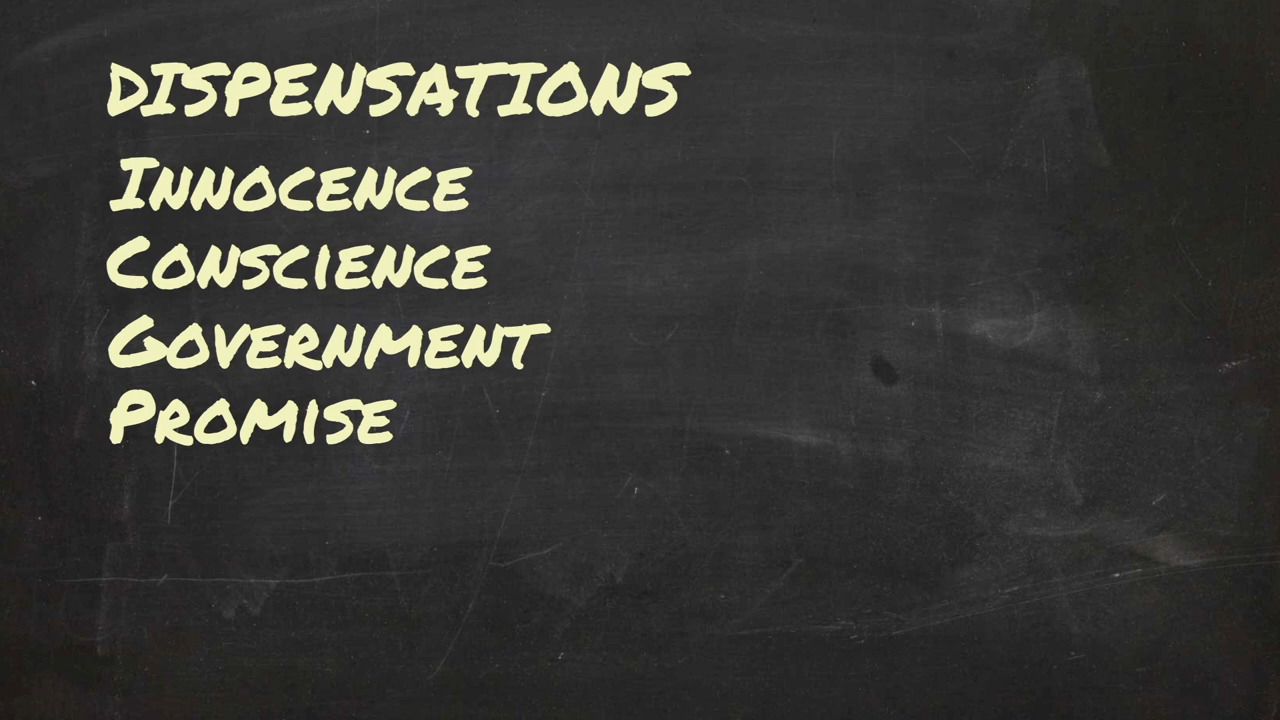 DISPENSATIONS
INNOCENCE
CONSCIENCE
GOVERNMENT
PROMISE